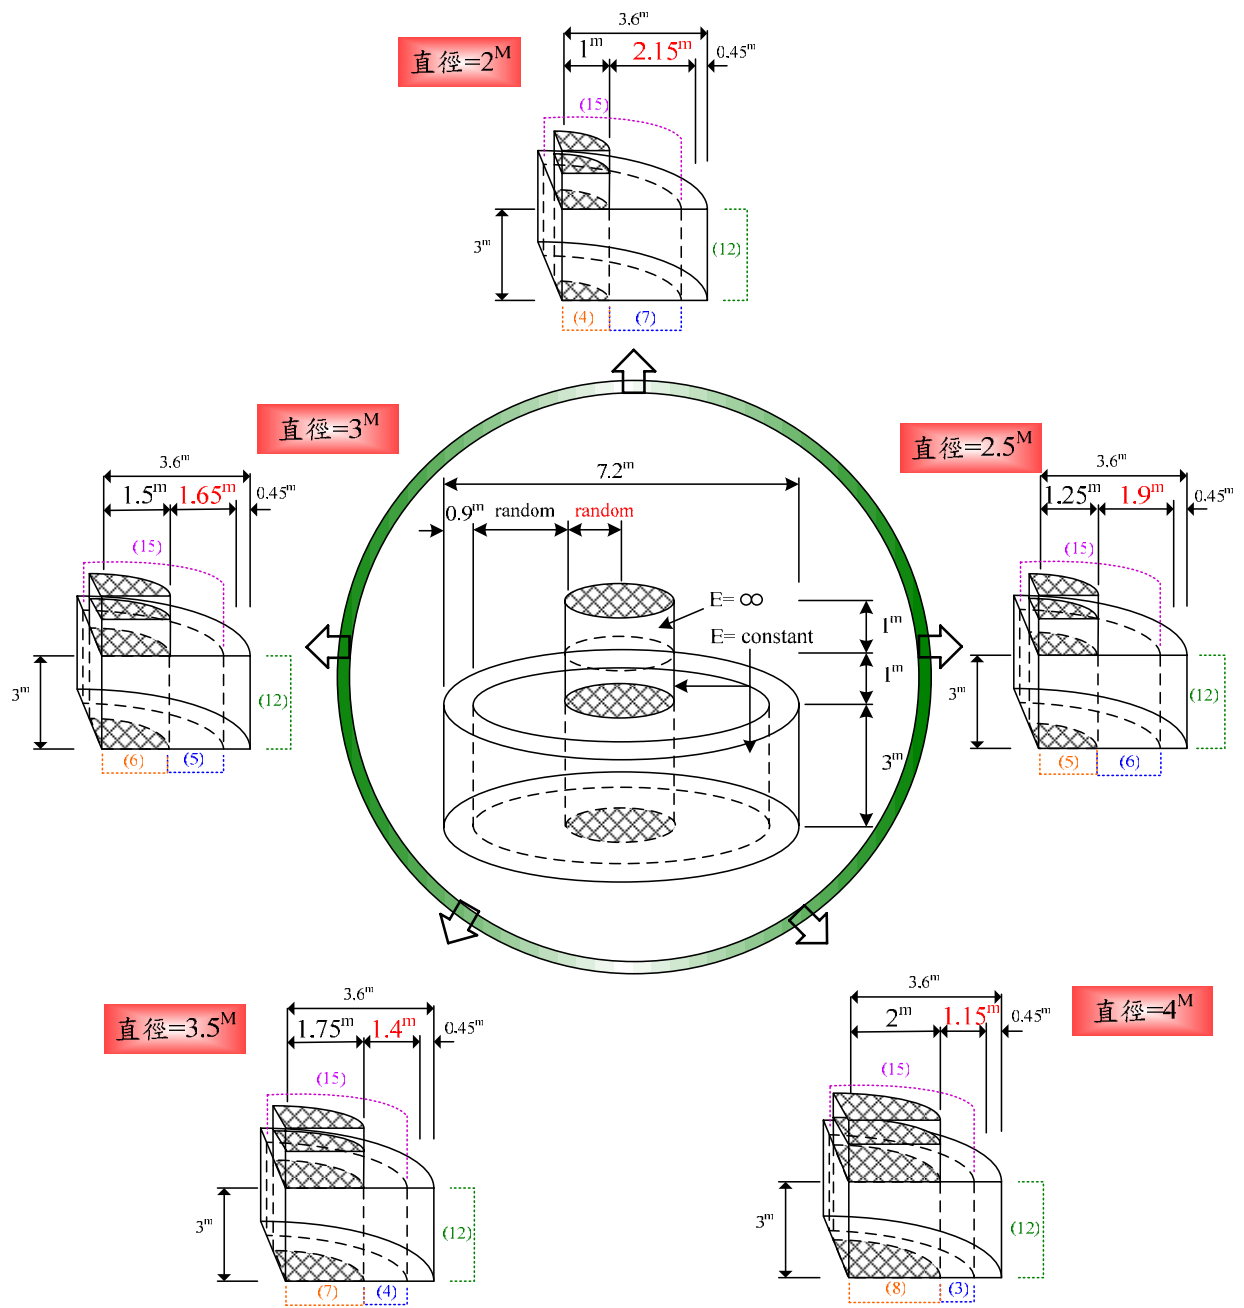 直徑=2M
3.6m
1m
2.15m
0.45m
(15)
3m
(12)
(4)
(7)
直徑=3M
3.6m
1.5m
1.65m
0.45m
(15)
3m
(12)
(6)
(5)
7.2m
0.9m
random
random
E= ∞
E= constant
1m
1m
3m
直徑=2.5M
3.6m
1.25m
1.9m
0.45m
(15)
3m
(12)
(5)
(6)
直徑=3.5M
3.6m
1.75m
1.4m
0.45m
(15)
3m
(12)
(7)
(4)
直徑=4M
3.6m
2m
1.15m
0.45m
(15)
3m
(12)
(8)
(3)